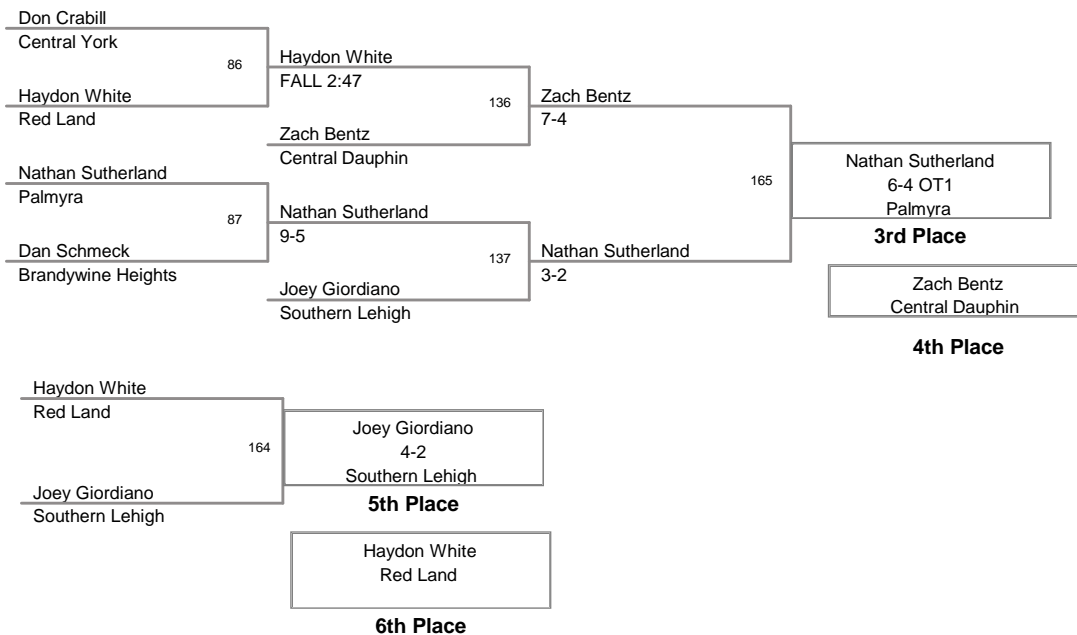 Don Crabill
Central York
86
Haydon White
Red Land
Haydon White
FALL 2:47
136
Zach Bentz
Central Dauphin
Zach Bentz
7-4
Nathan Sutherland
Palmyra
87
Dan Schmeck
Brandywine Heights
Nathan Sutherland
9-5
137
Joey Giordiano
Southern Lehigh
Nathan Sutherland
3-2
165
Nathan Sutherland
6-4 OT1
Palmyra
3rd Place
Zach Bentz
Central Dauphin
4th Place
Haydon White
Red Land
164
Joey Giordiano
Southern Lehigh
Joey Giordiano
4-2
Southern Lehigh
5th Place
Haydon White
Red Land
6th Place